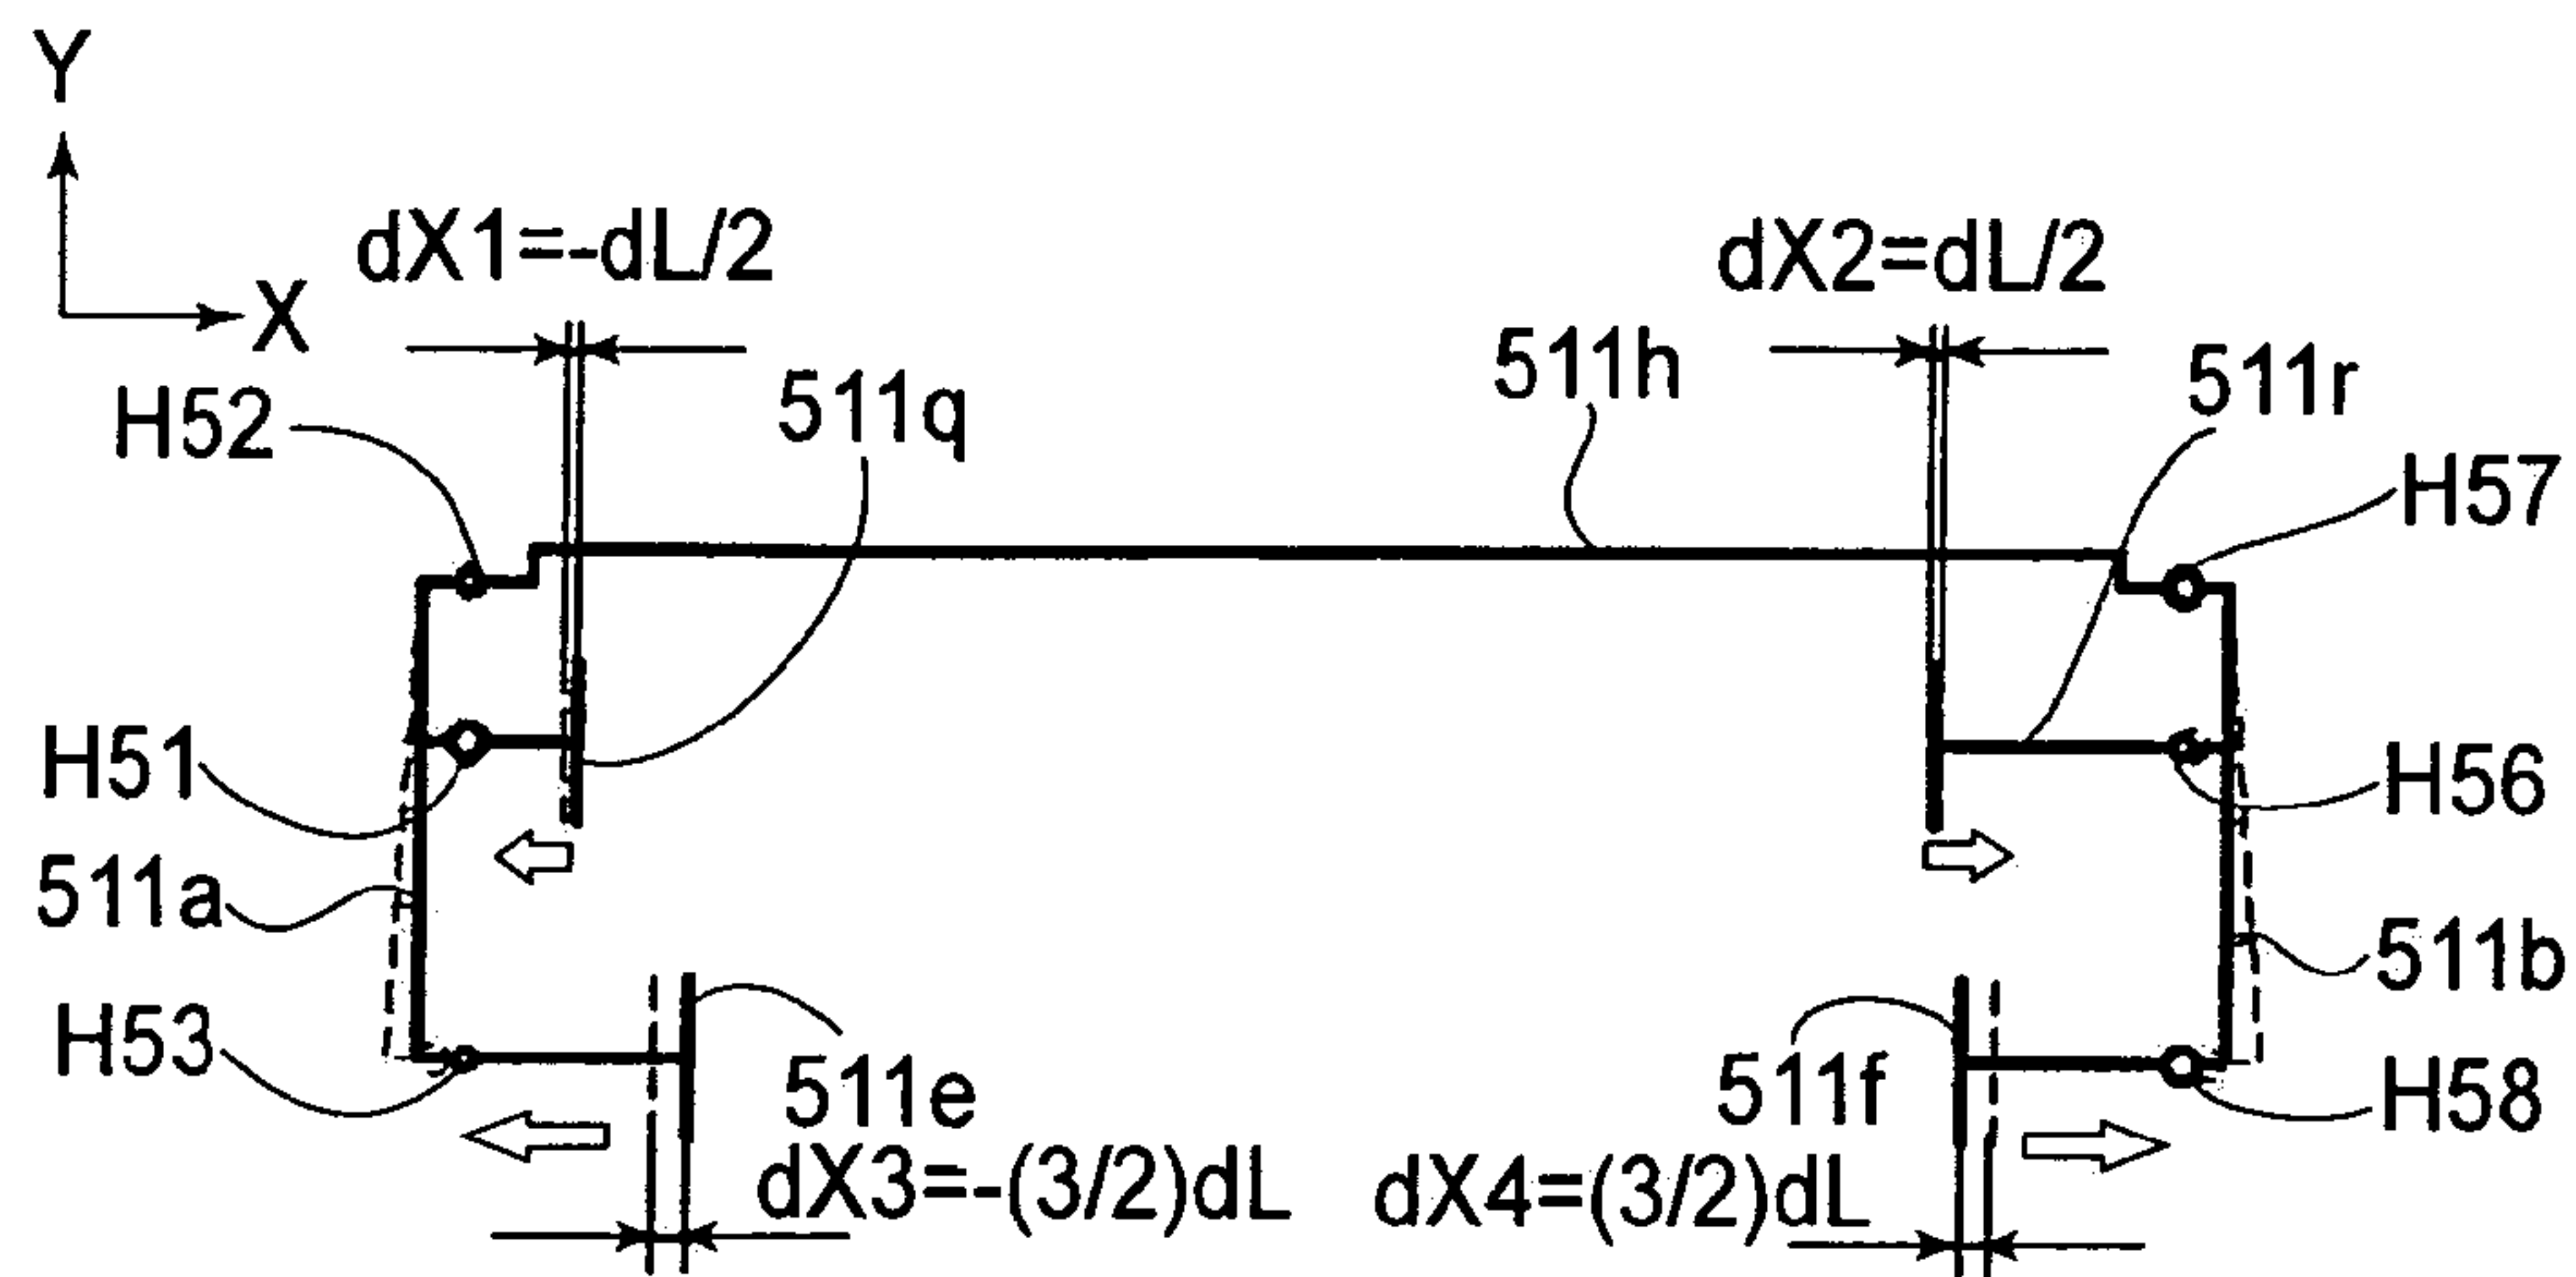 Y
X
dX1=-dL/2
dX2=dL/2
H52
511q
511h
511r
H57
H51
H56
511a
511b
H53
511e
511f
H58
dX3=-(3/2)dL
dX4=(3/2)dL